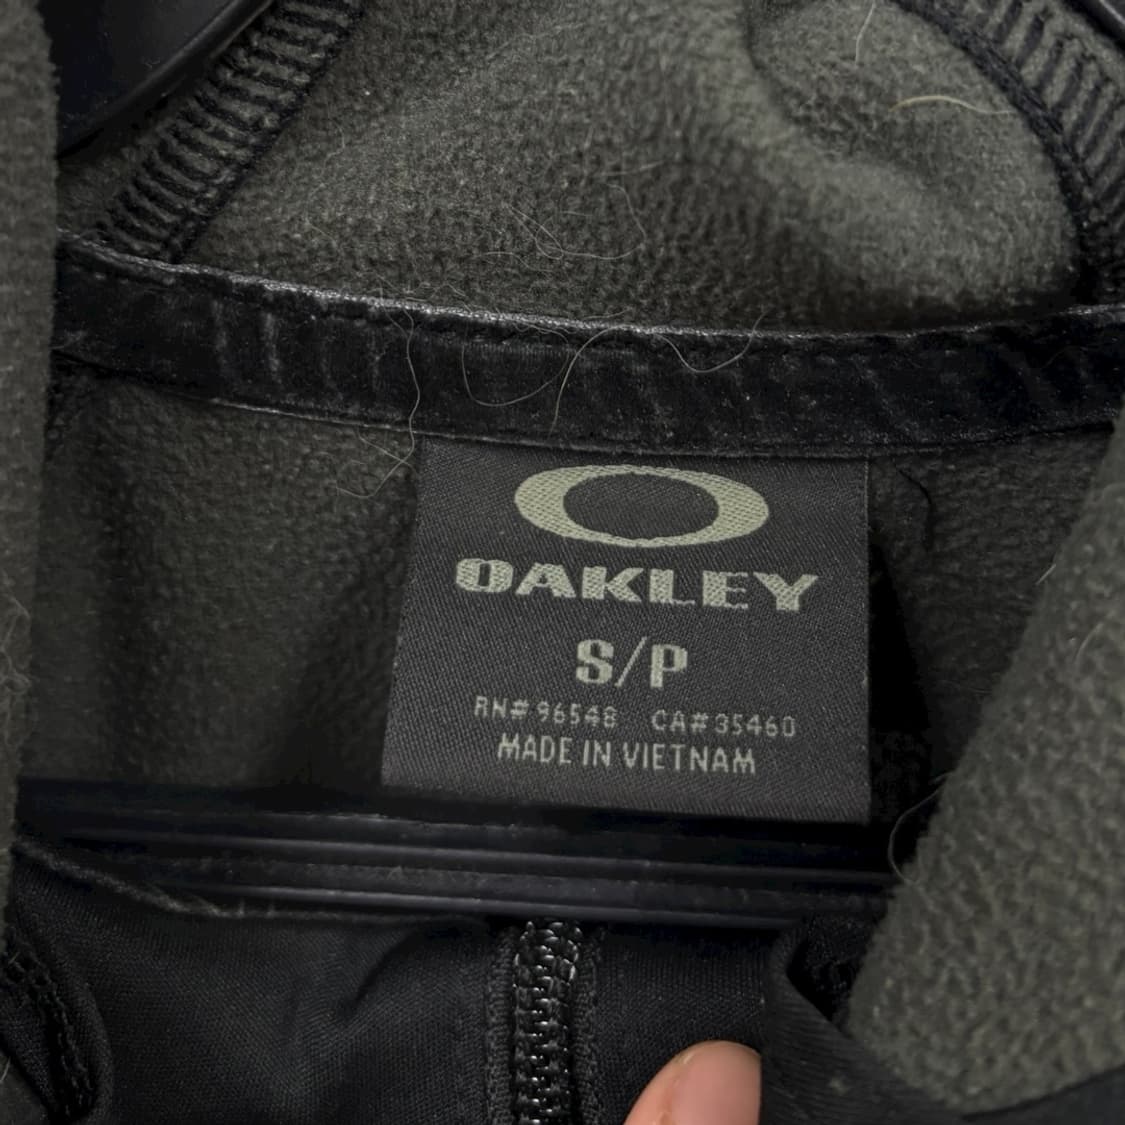 OAKLEY
S/P
RN# 96548 CA# 35460
MADE IN VIETNAM